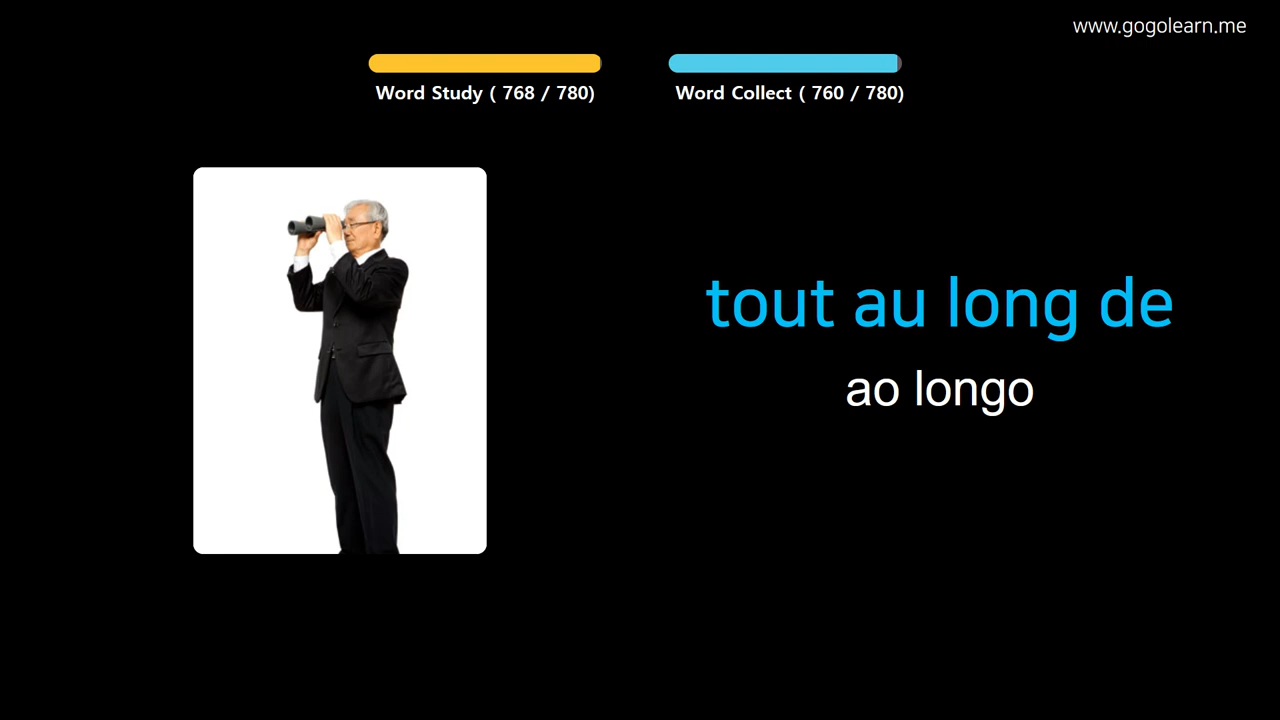 www.gogolearn.me
Word Study ( 768 / 780)
Word Collect ( 760 / 780)
tout au long de
ao longo